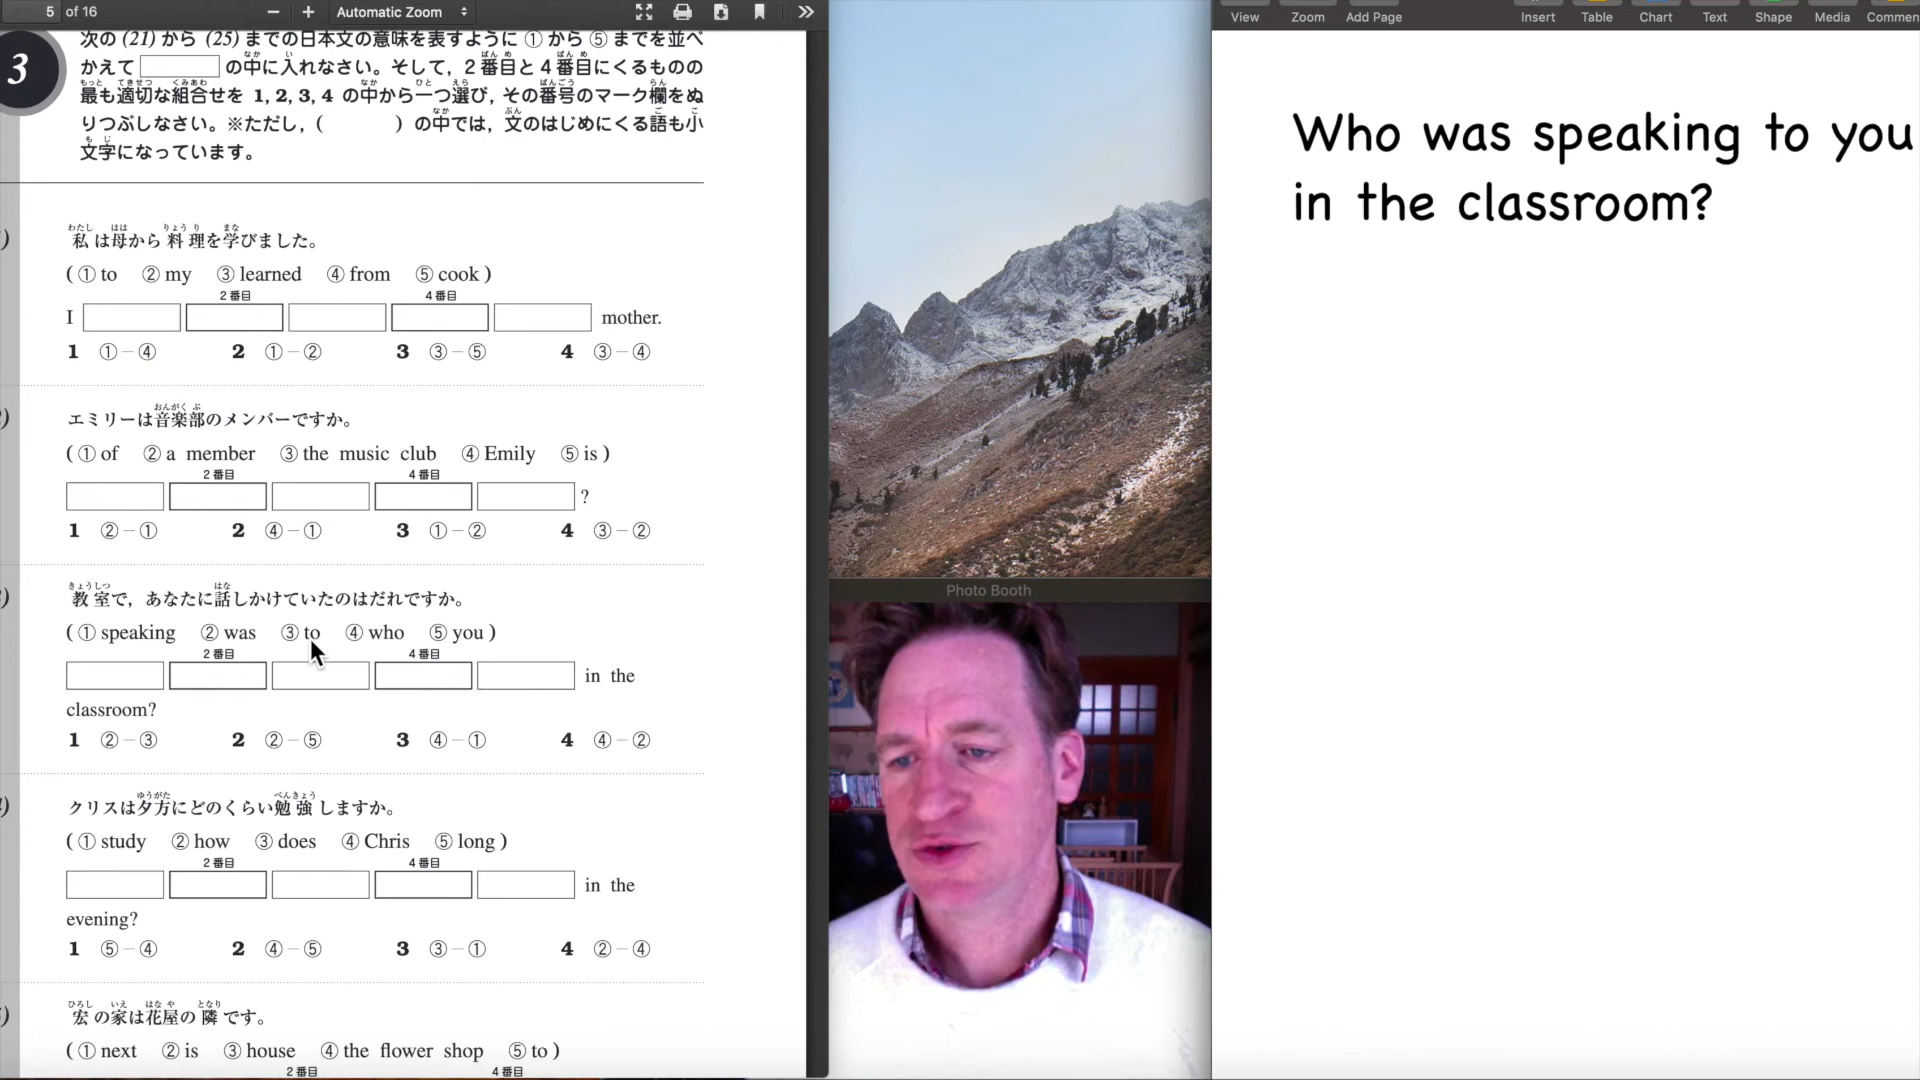 5 of 16
Automatic Zoom
View Zoom Add Page Insert Table Chart Text Shape Media Commen
3
次の (21) から (25) までの日本文の意味を表すように ① から ⑤ までを並べ
かえて の中に入れなさい。そして, 2番目と4番目にくるものの
最も適切な組合せを 1, 2, 3, 4 の中から一つ選び, その番号のマーク欄をぬ
りつぶしなさい。※ただし, ( ) の中では, 文のはじめにくる語も小
文字になっています。
私は母から料理を学びました。
( ① to ② my ③ learned ④ from ⑤ cook )
2番目 4番目
I mother.
1 ① – ④ 2 ① – ② 3 ③ – ⑤ 4 ③ – ④
エミリーは音楽部のメンバーですか。
( ① of ② a member ③ the music club ④ Emily ⑤ is )
2番目 4番目
?
1 ② – ① 2 ④ – ① 3 ① – ② 4 ③ – ②
教室で, あなたに話しかけていたのはだれですか。
( ① speaking ② was ③ to ④ who ⑤ you )
2番目 4番目
in the
classroom?
1 ② – ③ 2 ② – ⑤ 3 ④ – ① 4 ④ – ②
クリスは夕方にどのくらい勉強しますか。
( ① study ② how ③ does ④ Chris ⑤ long )
2番目 4番目
in the
evening?
1 ⑤ – ④ 2 ④ – ⑤ 3 ③ – ① 4 ② – ④
宏の家は花屋の隣です。
( ① next ② is ③ house ④ the flower shop ⑤ to )
2番目 4番目
Photo Booth
Who was speaking to you
in the classroom?